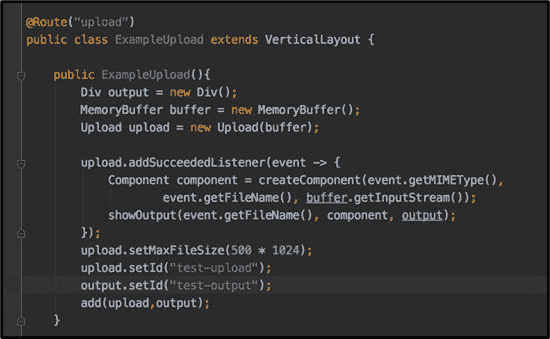 @Route("upload")
public class ExampleUpload extends VerticalLayout {
public ExampleUpload(){
Div output = new Div();
MemoryBuffer buffer = new MemoryBuffer();
Upload upload = new Upload(buffer);
upload.addSucceededListener(event -> {
Component component = createComponent(event.getMIMEType(),
event.getFileName(), buffer.getInputStream());
showOutput(event.getFileName(), component, output);
});
upload.setMaxFileSize(500 * 1024);
upload.setId("test-upload");
output.setId("test-output");
add(upload,output);
}